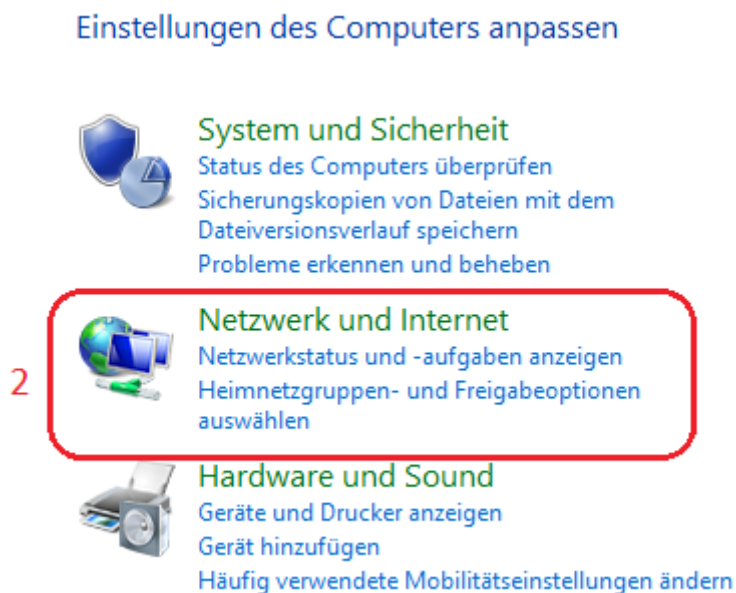 Einstellungen des Computers anpassen
System und Sicherheit
Status des Computers überprüfen
Sicherungskopien von Dateien mit dem
Dateiversionsverlauf speichern
Probleme erkennen und beheben
2
Netzwerk und Internet
Netzwerkstatus und -aufgaben anzeigen
Heimnetzgruppen- und Freigabeoptionen
auswählen
Hardware und Sound
Geräte und Drucker anzeigen
Gerät hinzufügen
Häufig verwendete Mobilitätseinstellungen ändern